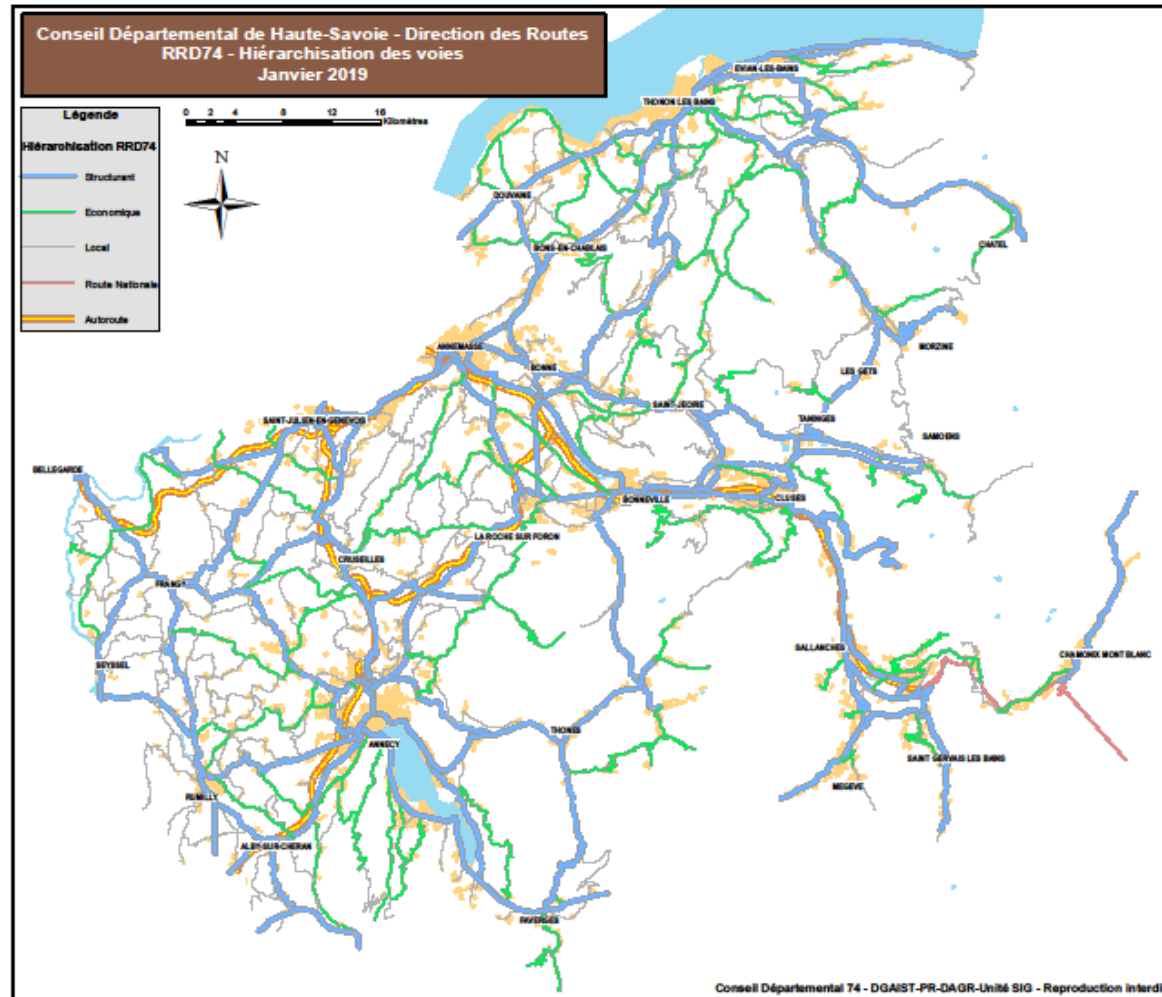 Conseil Départemental de Haute-Savoie - Direction des Routes
RRD74 - Hiérarchisation des voies
Janvier 2019
Légende
Hiérarchisation RRD74
Structurant
Economique
Local
Route Nationale
Autoroute
0 2 4 8 12 16
Kilomètres
N
EVIAN-LES-BAINS
THONON LES BAINS
DOUVAINE
BONS-EN-CHABLAIS
CHATEL
MORZINE
ANNEMASSE
BONNE
LES GETS
SAINT-JEOIRE
TANINGES
SAINT-JULIEN-EN-GENEVOIS
SAMOENS
BELLEGARDE
BONNEVILLE
CLUSES
LA ROCHE SUR FORON
CRUSEILLES
FRANGY
SALLANCHES
CHAMONIX MONT BLANC
SEYSSEL
THONES
ANNECY
SAINT GERVAIS LES BAINS
MEGEVE
RUMILLY
ALBY-SUR-CHERAN
FAVERGES
Conseil Départemental 74 - DGAIST-PR-DAGR-Unité SIG - Reproduction interdi